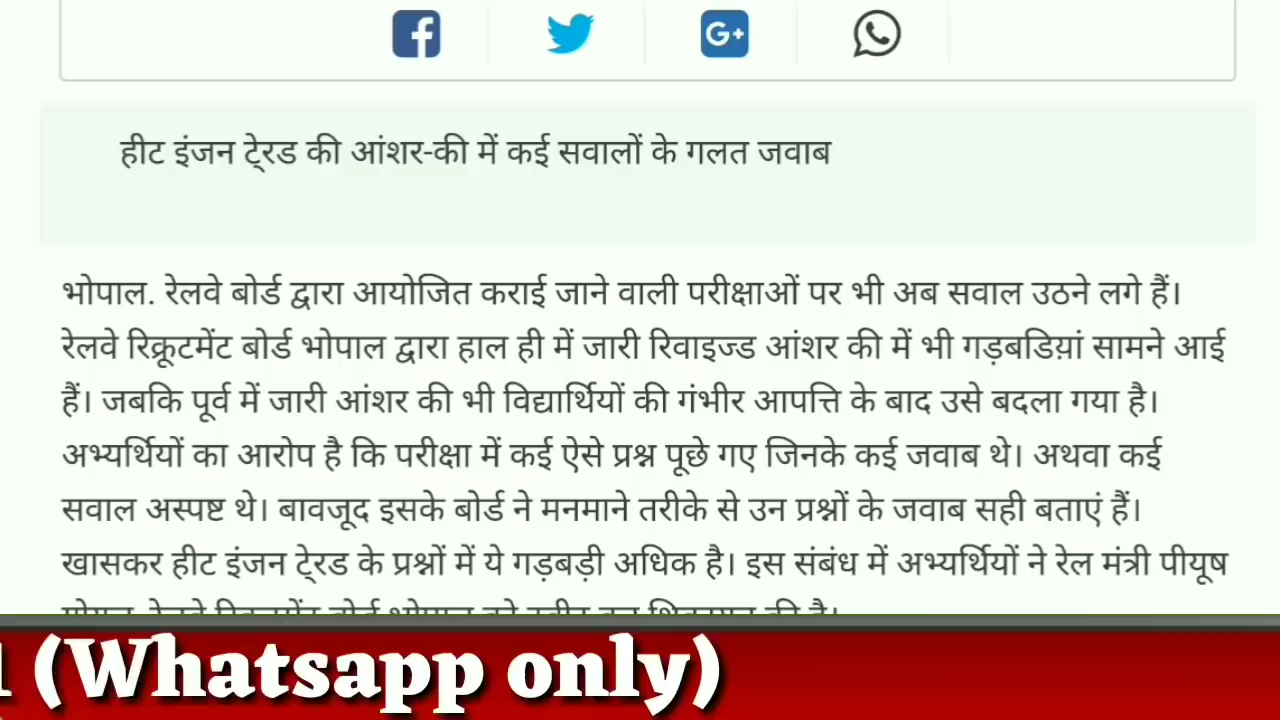 हीट इंजन टे्रड की आंशर-की में कई सवालों के गलत जवाब
भोपाल. रेलवे बोर्ड द्वारा आयोजित कराई जाने वाली परीक्षाओं पर भी अब सवाल उठने लगे हैं।
रेलवे रिक्रूटमेंट बोर्ड भोपाल द्वारा हाल ही में जारी रिवाइज्ड आंशर की में भी गड़बडिय़ां सामने आई
हैं। जबकि पूर्व में जारी आंशर की भी विद्यार्थियों की गंभीर आपत्ति के बाद उसे बदला गया है।
अभ्यर्थियों का आरोप है कि परीक्षा में कई ऐसे प्रश्न पूछे गए जिनके कई जवाब थे। अथवा कई
सवाल अस्पष्ट थे। बावजूद इसके बोर्ड ने मनमाने तरीके से उन प्रश्नों के जवाब सही बताएं हैं।
खासकर हीट इंजन टे्रड के प्रश्नों में ये गड़बड़ी अधिक है। इस संबंध में अभ्यर्थियों ने रेल मंत्री पीयूष
(Whatsapp only)